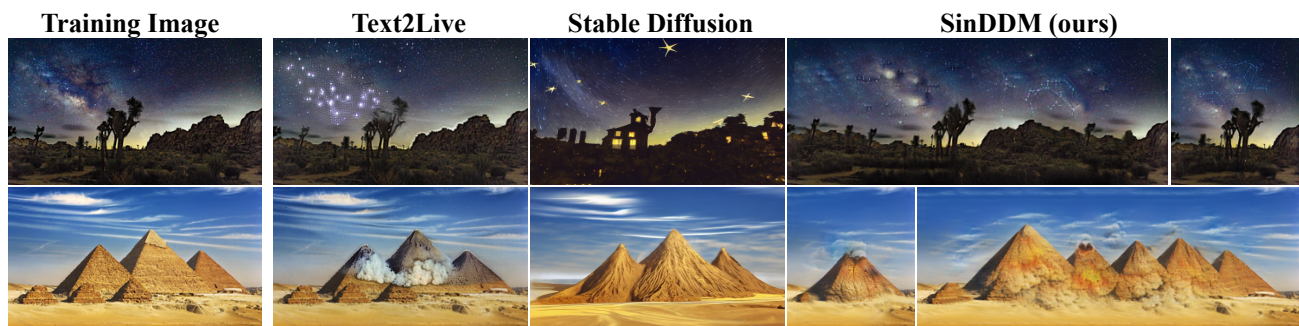 Training Image
Text2Live
Stable Diffusion
SinDDM (ours)